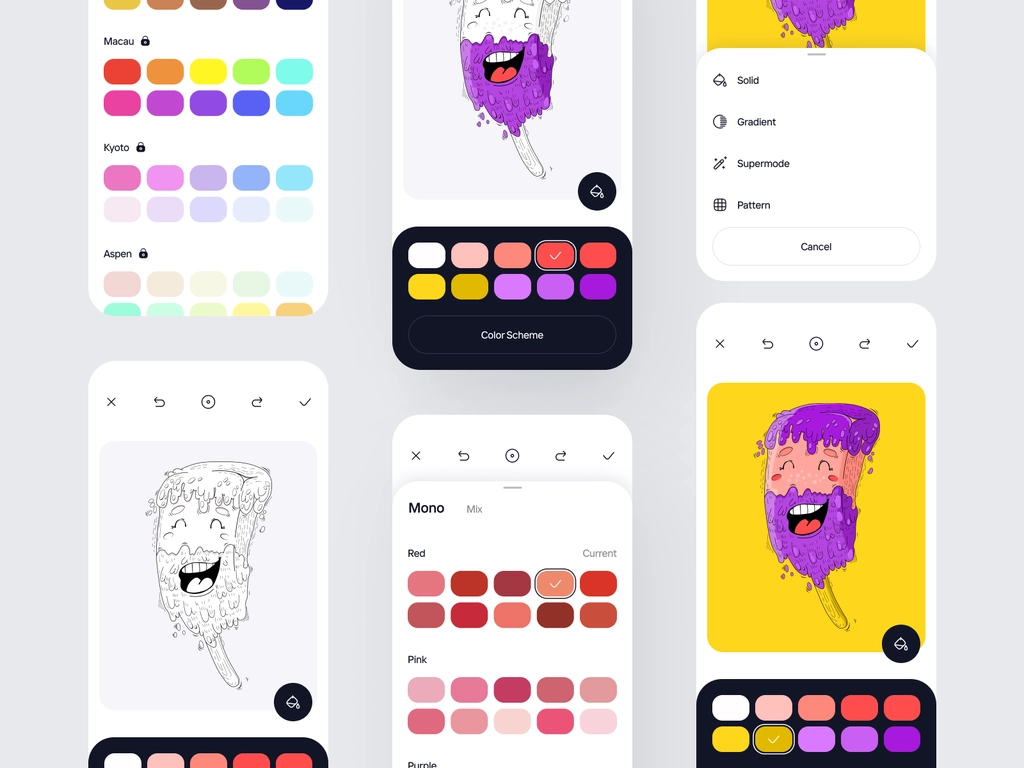 Macau
Kyoto
Aspen
Color Scheme
Mono
Mix
Red
Current
Pink
Purple
Solid
Gradient
Supermode
Pattern
Cancel